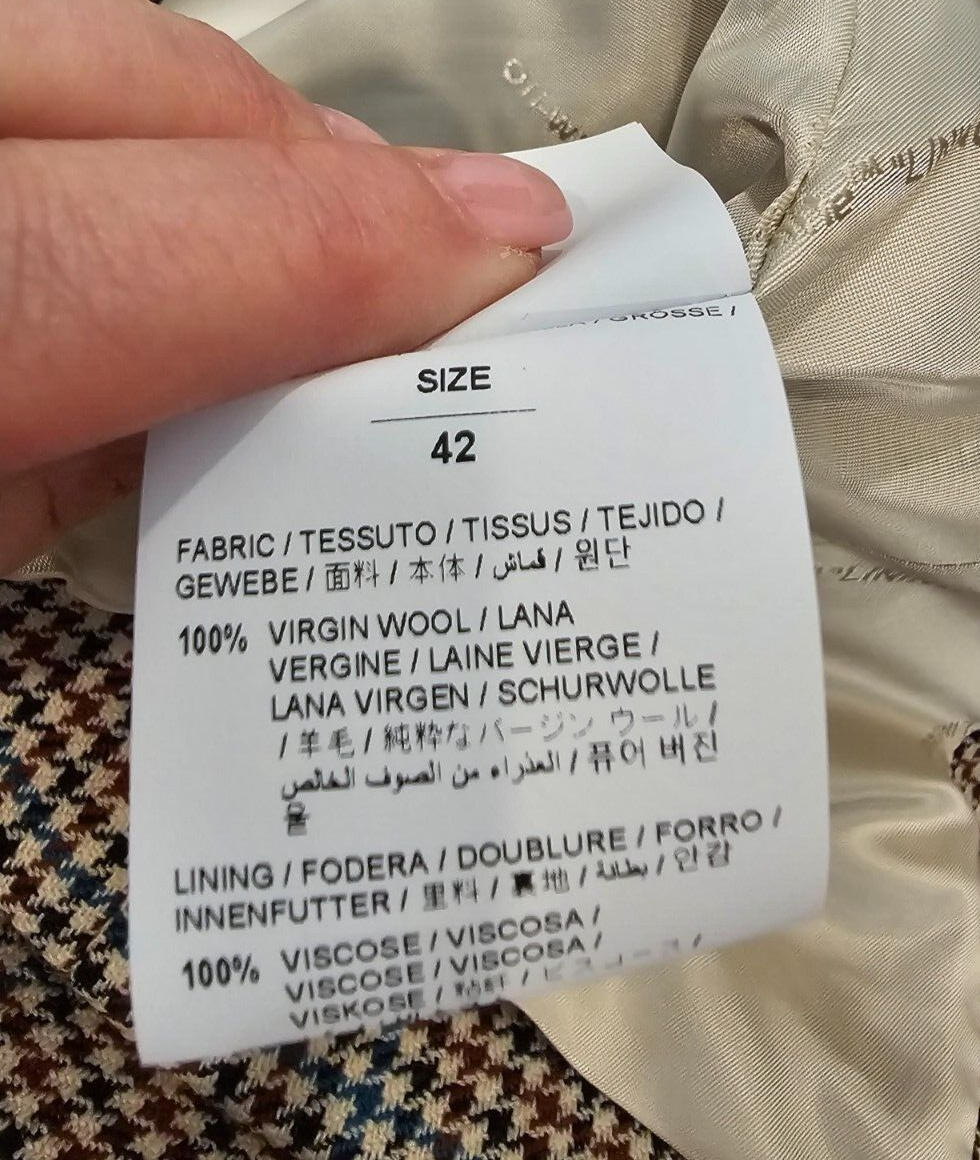 GROSSE /
SIZE
42
FABRIC / TESSUTO / TISSUS / TEJIDO /
GEWEBE / 面料 / 本体 / قماش / 원단
100% VIRGIN WOOL / LANA
VERGINE / LAINE VIERGE /
LANA VIRGEN / SCHURWOLLE
/ 羊毛 / 純粋な バージン ウール /
العذراء من الصوف الخالص / 퓨어 버진
울
LINING / FODERA / DOUBLURE / FORRO /
INNENFUTTER / 里料 / 裏地 / بطانة / 안감
100% VISCOSE / VISCOSA /
VISCOSE / VISCOSA /
VISKOSE /